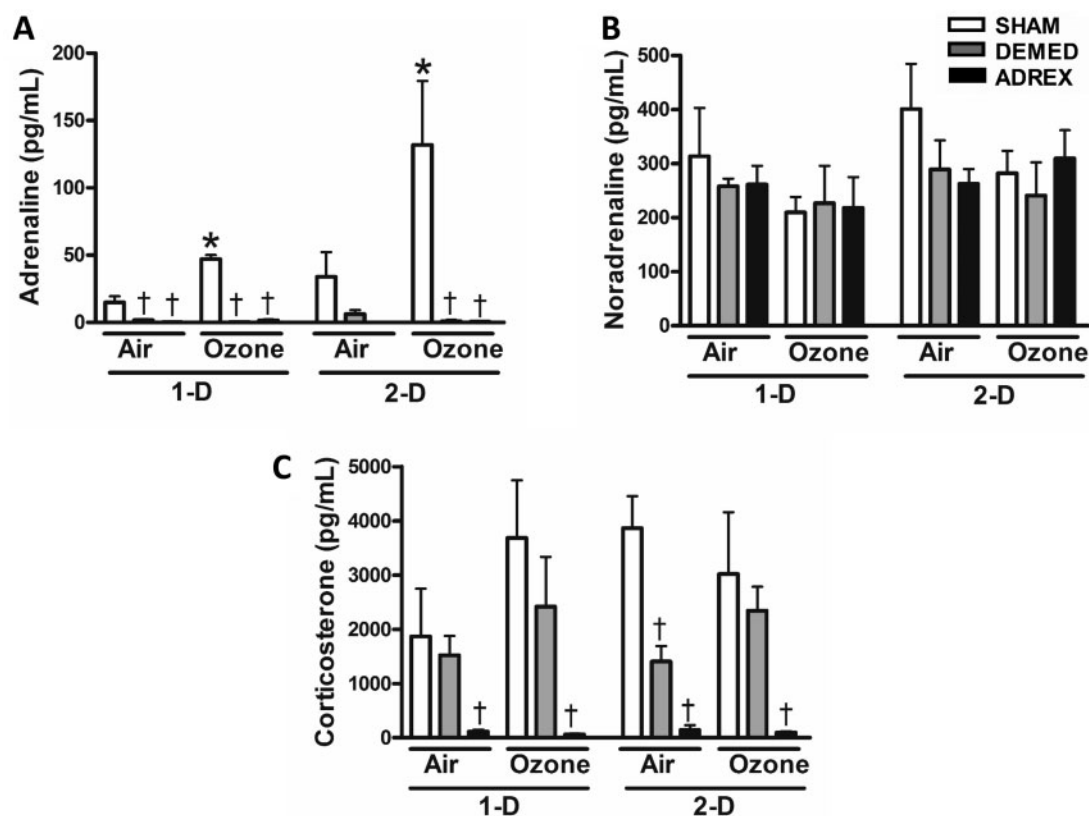 A
Adrenaline (pg/mL)
200
150
100
50
0
*
*
† † † † † †
Air Ozone Air Ozone
1-D 2-D
B
SHAM
DEMED
ADREX
Noradrenaline (pg/mL)
500
400
300
200
100
0
Air Ozone Air Ozone
1-D 2-D
C
Corticosterone (pg/mL)
5000
4000
3000
2000
1000
0
† † † † †
Air Ozone Air Ozone
1-D 2-D